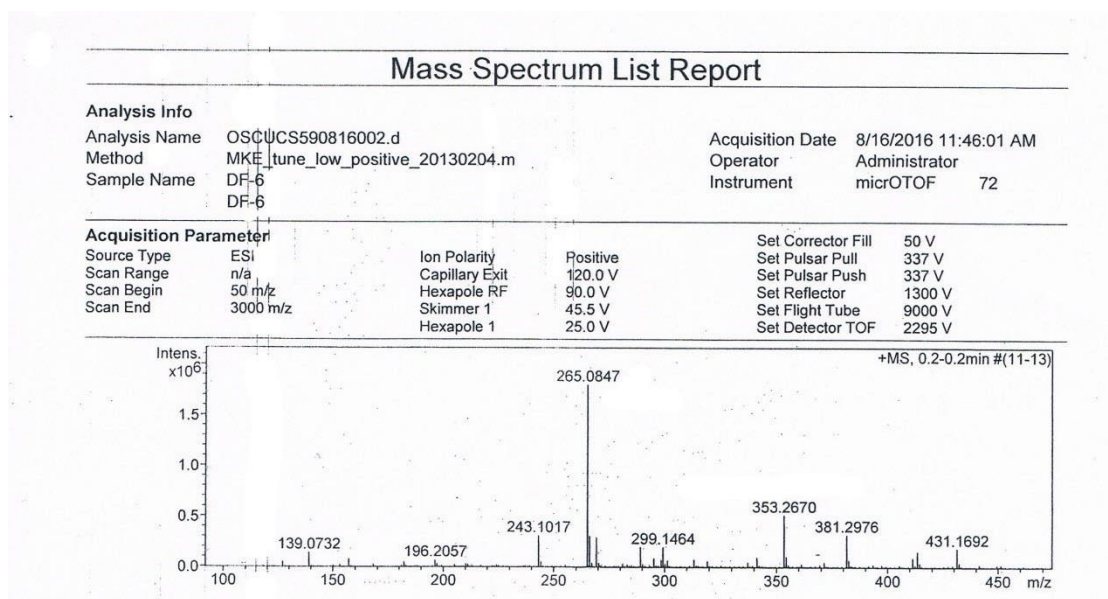 Mass Spectrum List Report
Analysis Info
Analysis Name OSCUCS590816002.d Acquisition Date 8/16/2016 11:46:01 AM
Method MKE_tune_low_positive_20130204.m Operator Administrator
Sample Name DF-6 Instrument micrOTOF 72
DF-6
Acquisition Parameter Set Corrector Fill 50 V
Source Type ESI Ion Polarity Positive Set Pulsar Pull 337 V
Scan Range n/a Capillary Exit 120.0 V Set Pulsar Push 337 V
Scan Begin 50 m/z Hexapole RF 90.0 V Set Reflector 1300 V
Scan End 3000 m/z Skimmer 1 45.5 V Set Flight Tube 9000 V
Hexapole 1 25.0 V Set Detector TOF 2295 V
Intens. +MS, 0.2-0.2min #(11-13)
x10^6
265.0847
1.5
1.0
0.5 353.2670
243.1017 299.1464 381.2976
139.0732 196.2057 431.1692
0.0
100 150 200 250 300 350 400 450 m/z